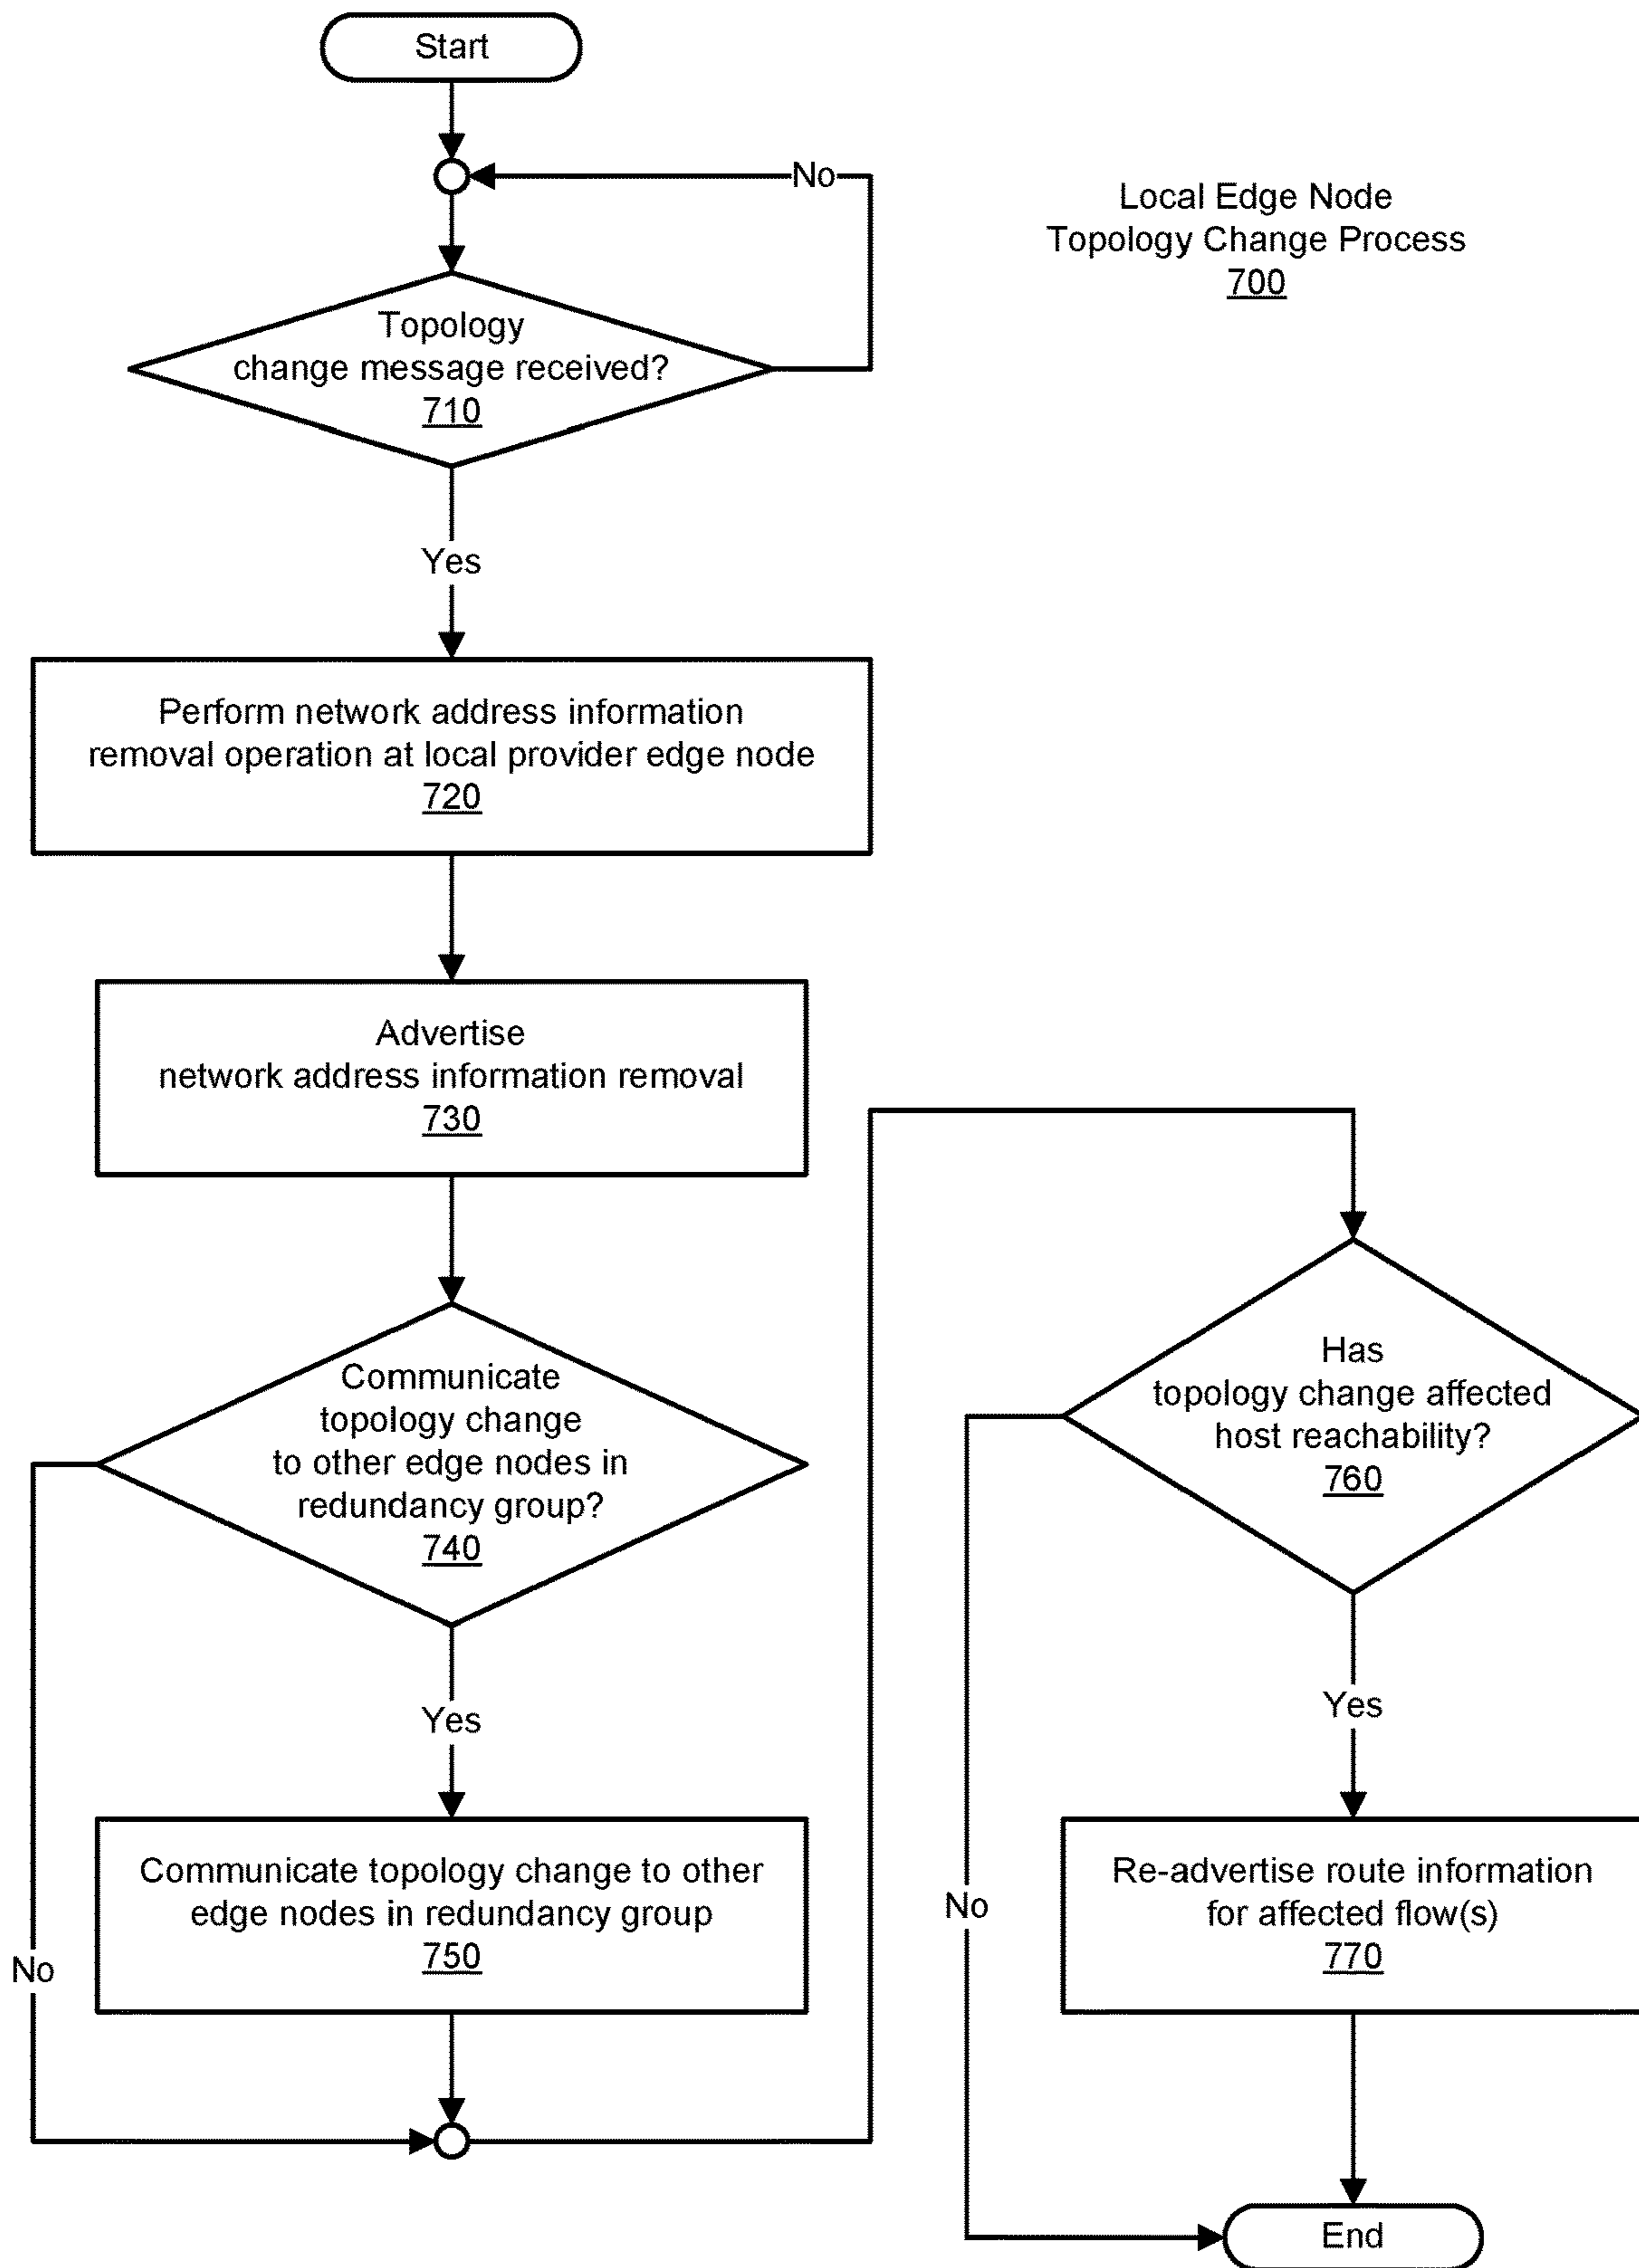 Start
No
Local Edge Node
Topology Change Process
700
Topology
change message received?
710
Yes
Perform network address information
removal operation at local provider edge node
720
Advertise
network address information removal
730
Communicate
topology change
to other edge nodes in
redundancy group?
740
Yes
Communicate topology change to other
edge nodes in redundancy group
750
No
Has
topology change affected
host reachability?
760
Yes
No
Re-advertise route information
for affected flow(s)
770
End